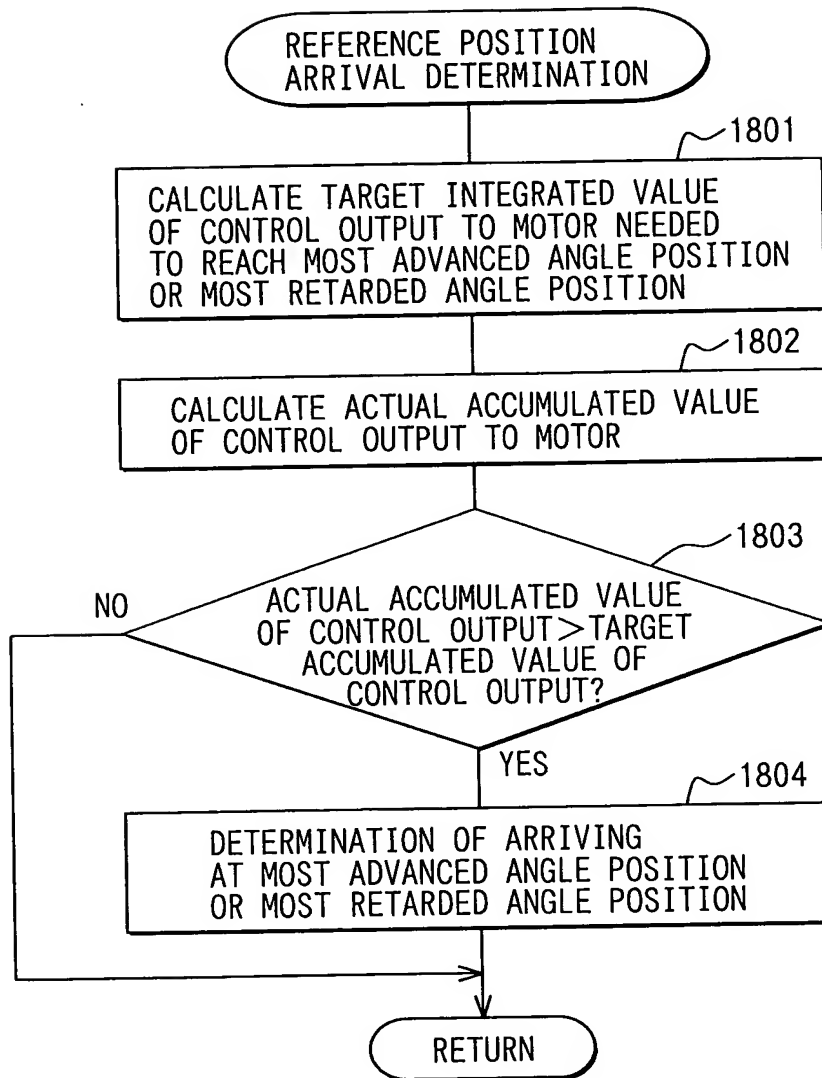 REFERENCE POSITION
ARRIVAL DETERMINATION
1801
CALCULATE TARGET INTEGRATED VALUE
OF CONTROL OUTPUT TO MOTOR NEEDED
TO REACH MOST ADVANCED ANGLE POSITION
OR MOST RETARDED ANGLE POSITION
1802
CALCULATE ACTUAL ACCUMULATED VALUE
OF CONTROL OUTPUT TO MOTOR
1803
NO
ACTUAL ACCUMULATED VALUE
OF CONTROL OUTPUT>TARGET
ACCUMULATED VALUE OF
CONTROL OUTPUT?
YES
1804
DETERMINATION OF ARRIVING
AT MOST ADVANCED ANGLE POSITION
OR MOST RETARDED ANGLE POSITION
RETURN